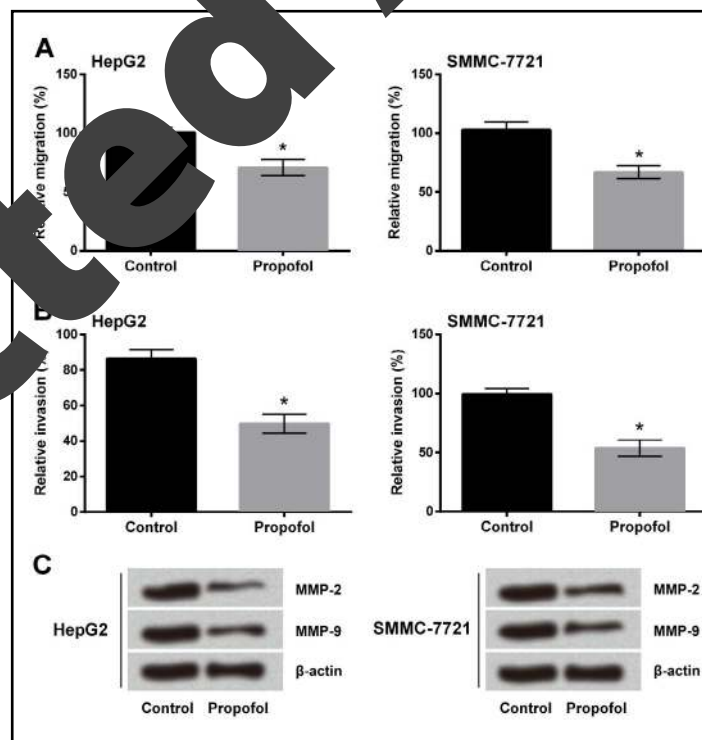 A
HepG2
SMMC-7721
Relative migration (%)
150
100
50
0
*
Control Propofol
Relative migration (%)
150
100
50
0
*
Control Propofol
B
HepG2
SMMC-7721
Relative invasion (%)
100
80
60
40
20
0
*
Control Propofol
Relative invasion (%)
150
100
50
0
*
Control Propofol
C
HepG2
MMP-2
MMP-9
β-actin
Control Propofol
SMMC-7721
MMP-2
MMP-9
β-actin
Control Propofol